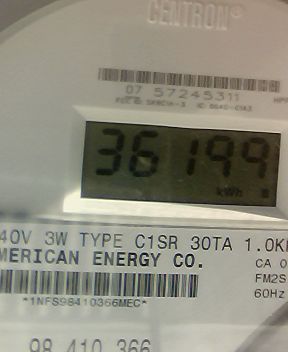 CENTRON®
07 57245311
36199
kWh
40V 3W TYPE C1SR 30TA 1.0K
MERICAN ENERGY CO.
CA 0
FM2S
60Hz
*1NFS98410366MEC*
98 410 366